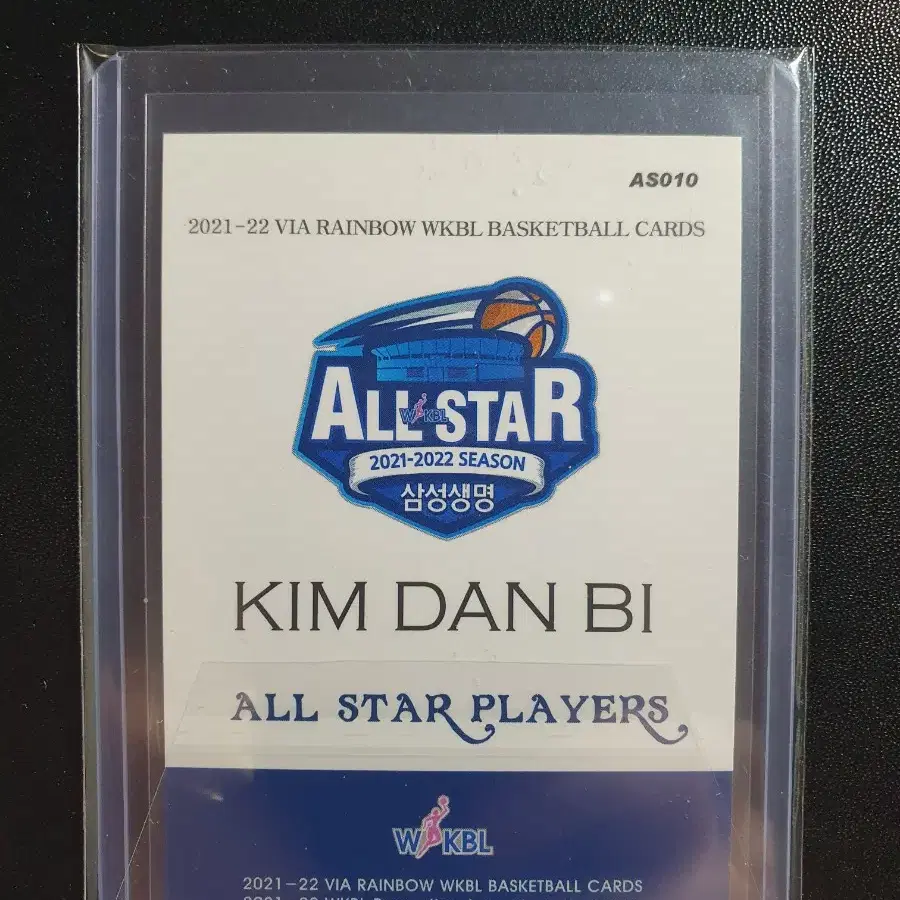 AS010
2021-22 VIA RAINBOW WKBL BASKETBALL CARDS
ALL STAR
WKBL
2021-2022 SEASON
삼성생명
KIM DAN BI
ALL STAR PLAYERS
WKBL
2021-22 VIA RAINBOW WKBL BASKETBALL CARDS